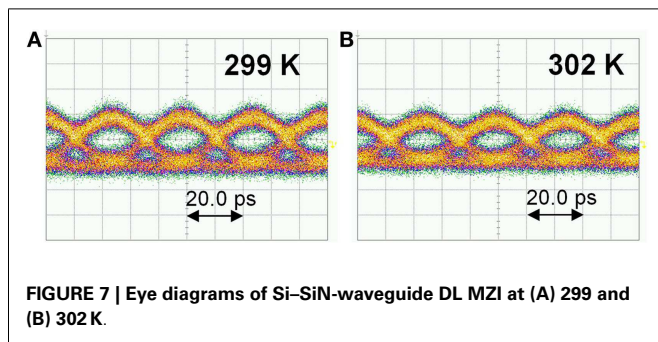 A
299 K
20.0 ps
B
302 K
20.0 ps
FIGURE 7 | Eye diagrams of Si–SiN-waveguide DL MZI at (A) 299 and
(B) 302 K.